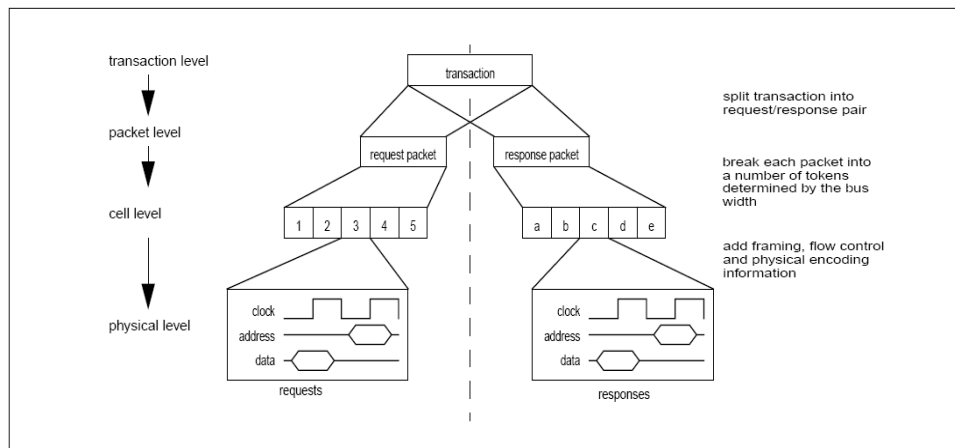 transaction level
transaction
split transaction into
request/response pair
packet level
request packet
response packet
break each packet into
a number of tokens
determined by the bus
width
cell level
1 2 3 4 5
a b c d e
add framing, flow control
and physical encoding
information
physical level
clock
address
data
requests
clock
address
data
responses